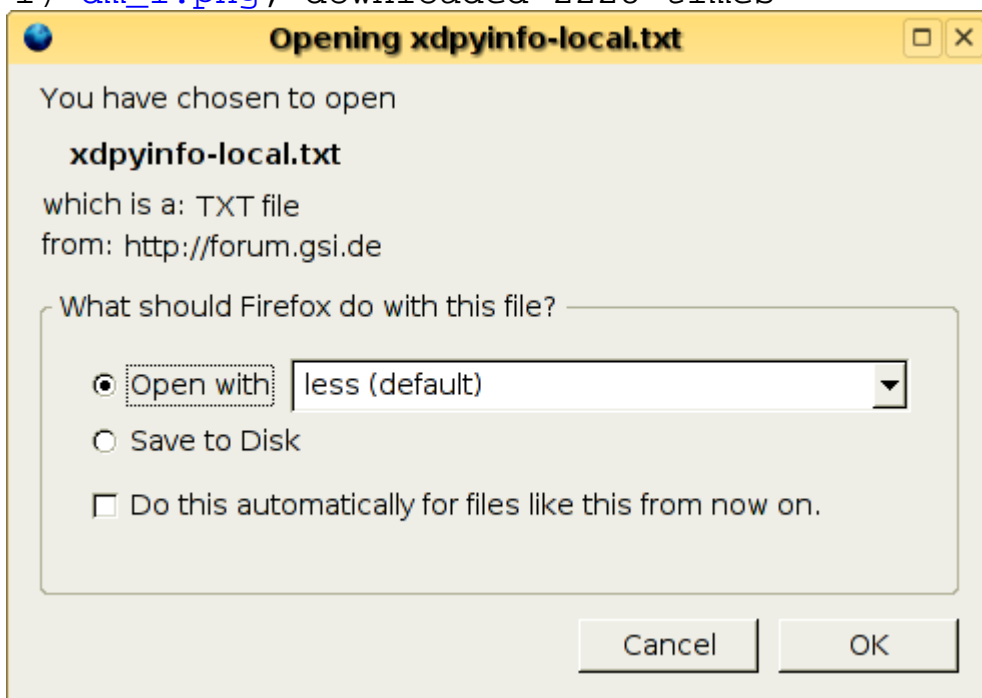 Opening xdpyinfo-local.txt
You have chosen to open
xdpyinfo-local.txt
which is a: TXT file
from: http://forum.gsi.de
What should Firefox do with this file?
Open with less (default)
Save to Disk
Do this automatically for files like this from now on.
Cancel OK